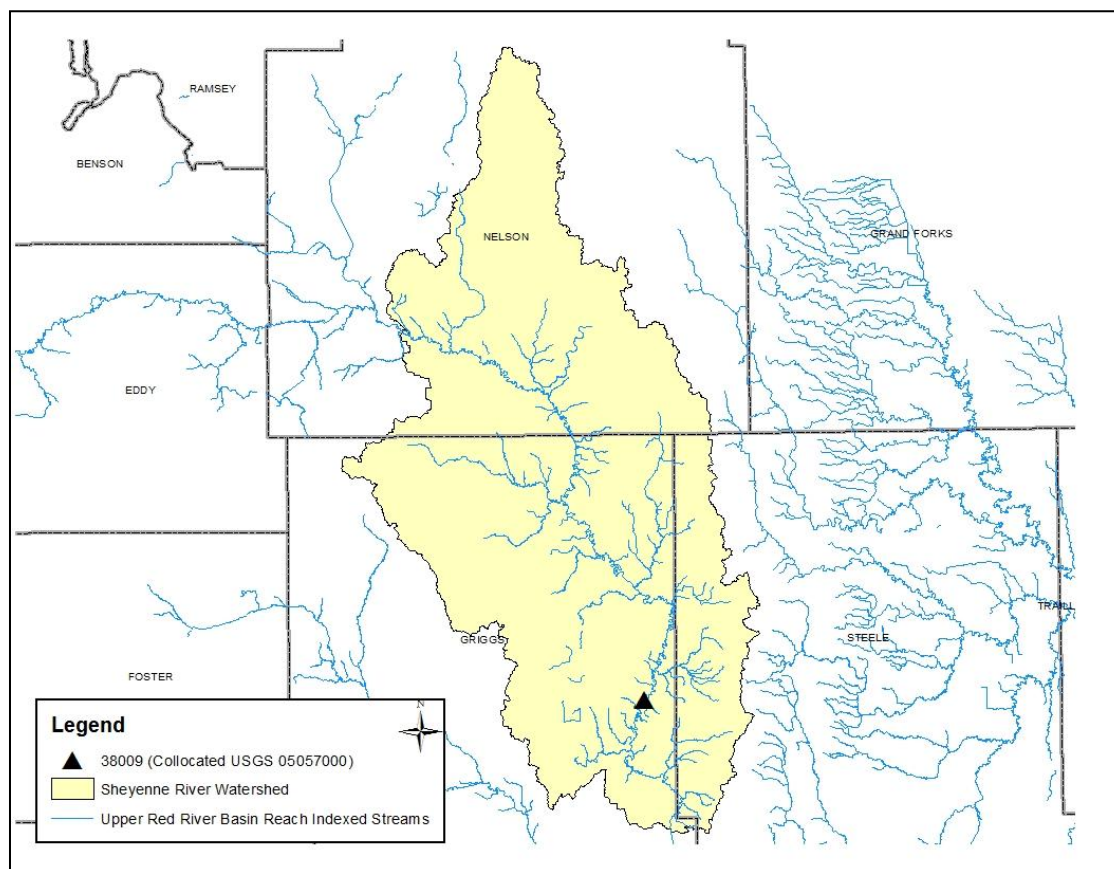 RAMSEY
BENSON
NELSON
GRAND FORKS
EDDY
GRIGGS
STEELE
TRAILL
FOSTER
Legend
38009 (Collocated USGS 05057000)
Sheyenne River Watershed
Upper Red River Basin Reach Indexed Streams